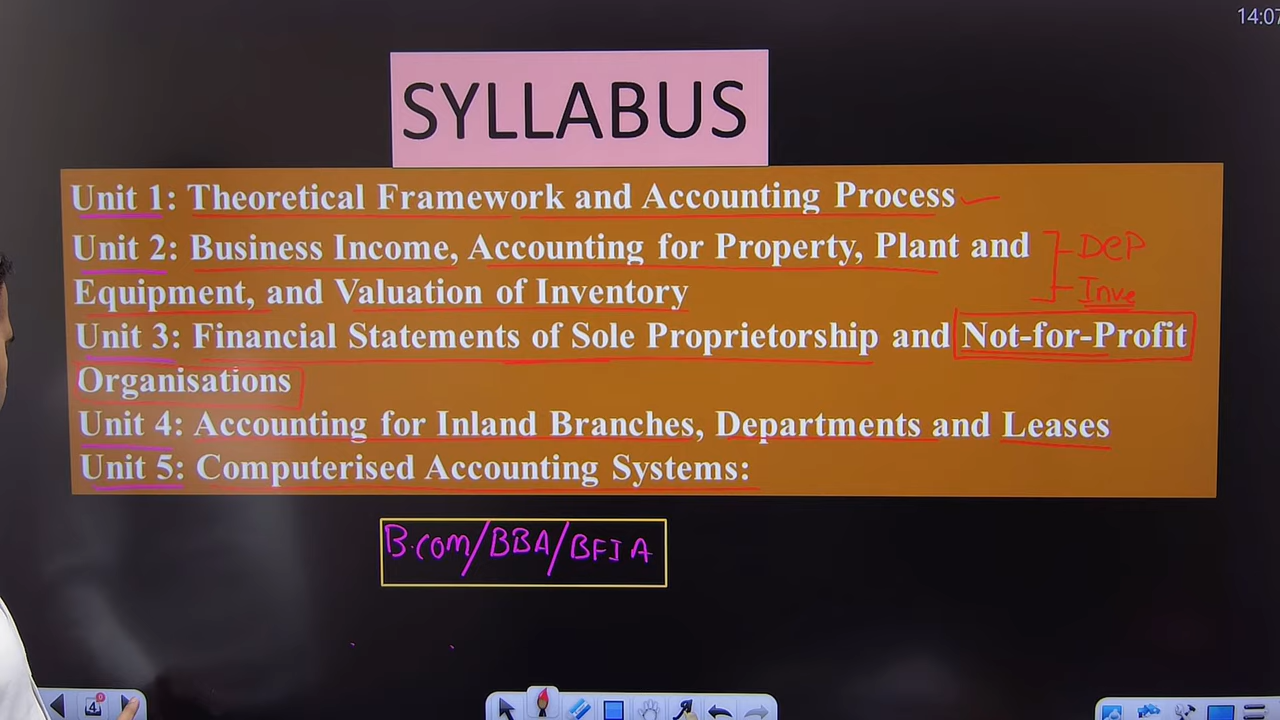 14:07
SYLLABUS
Unit 1: Theoretical Framework and Accounting Process
Unit 2: Business Income, Accounting for Property, Plant and
Equipment, and Valuation of Inventory
DeP
Inve
Unit 3: Financial Statements of Sole Proprietorship and Not-for-Profit
Organisations
Unit 4: Accounting for Inland Branches, Departments and Leases
Unit 5: Computerised Accounting Systems:
B.com/BBA/BFIA
4